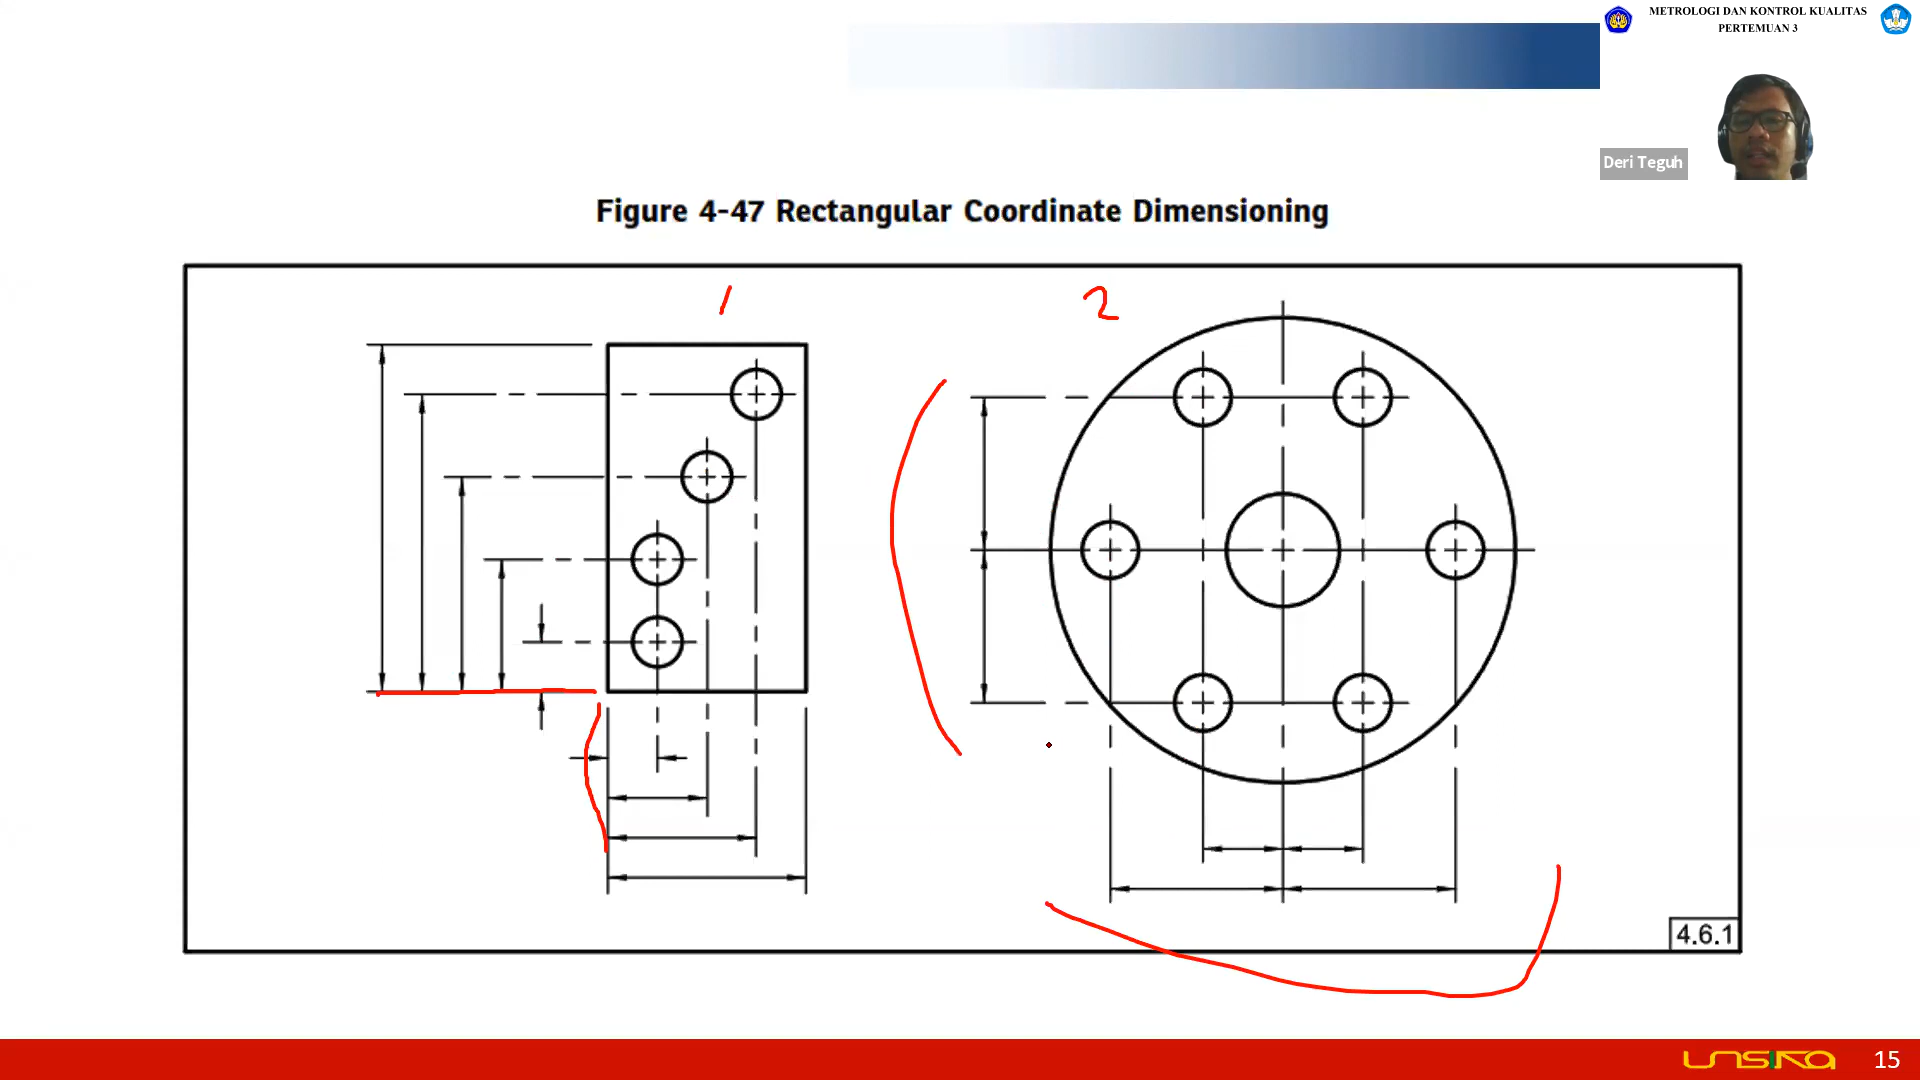 METROLOGI DAN KONTROL KUALITAS
PERTEMUAN 3
Deri Teguh
Figure 4-47 Rectangular Coordinate Dimensioning
1
2
4.6.1
UNSIKA
15